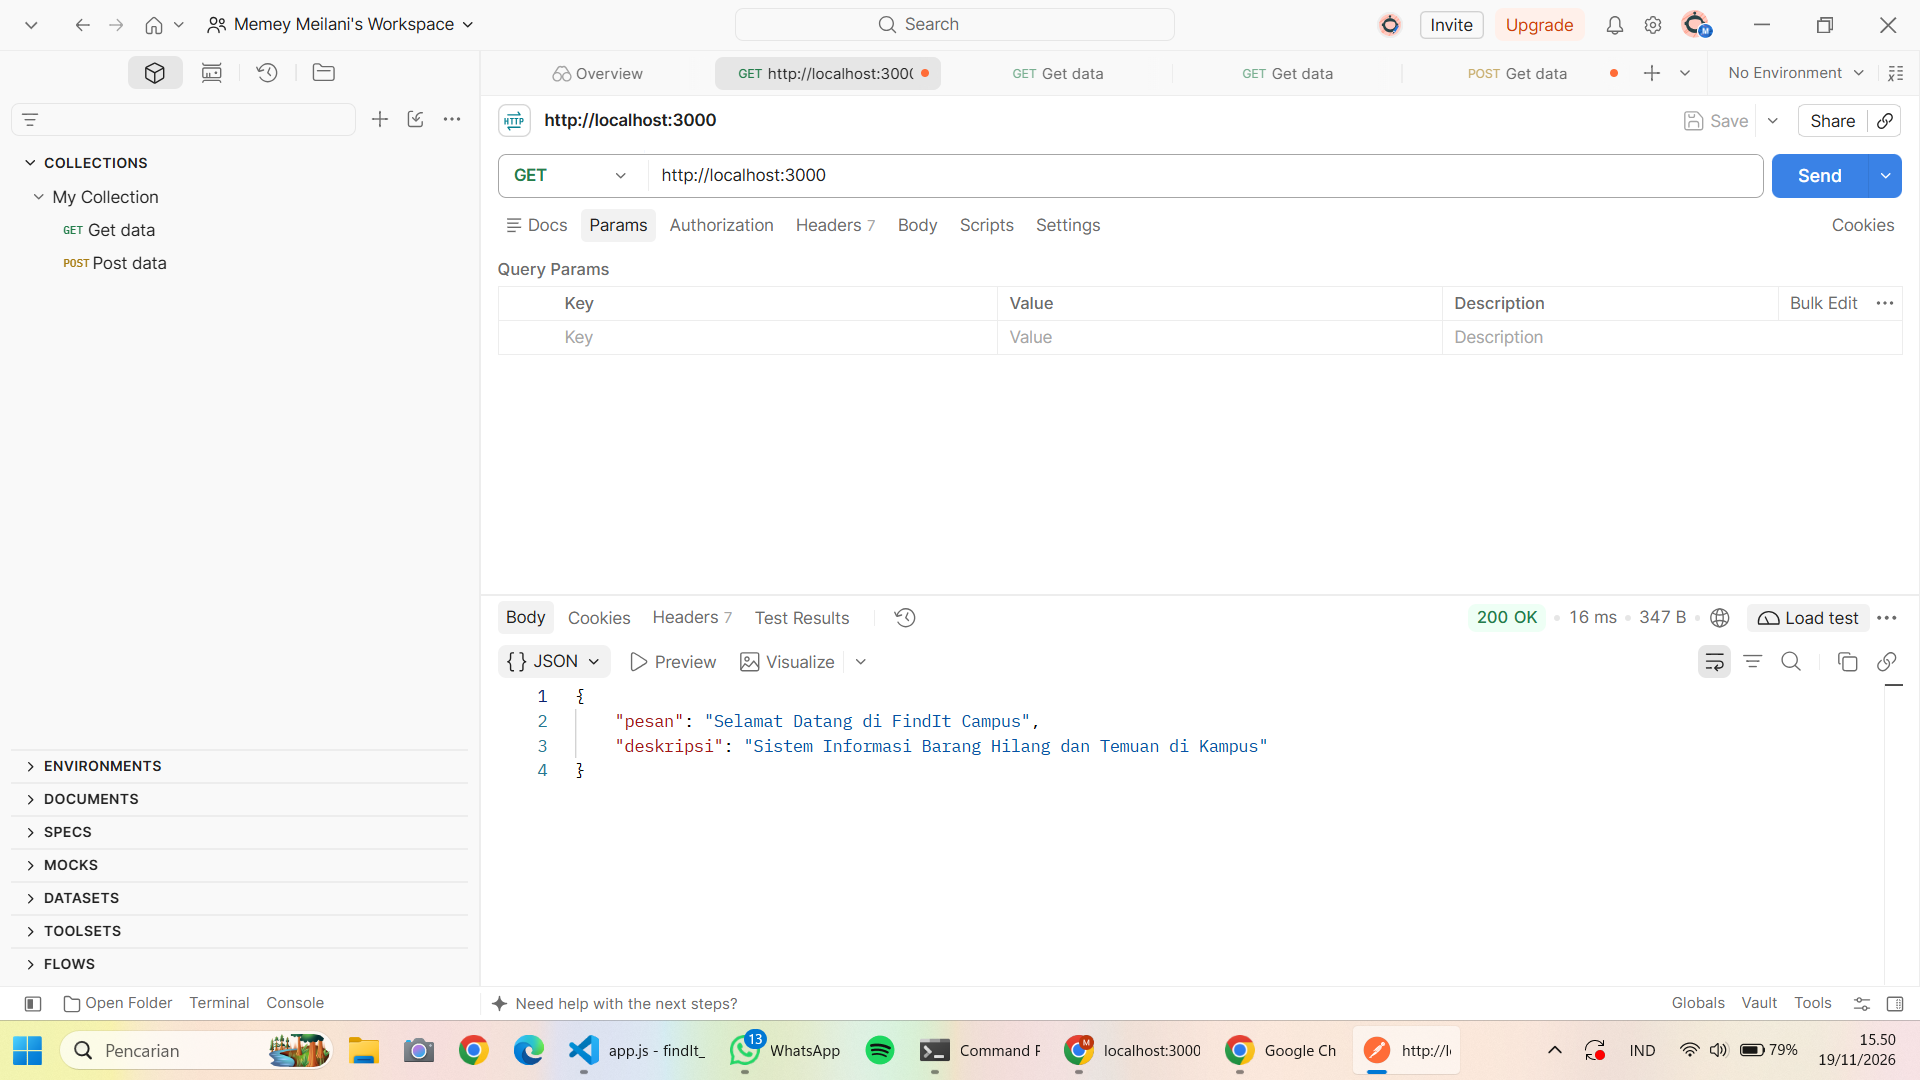 Memey Meilani's Workspace
Search
Invite
Upgrade
Overview
GET http://localhost:300
GET Get data
GET Get data
POST Get data
No Environment
HTTP
http://localhost:3000
Save
Share
COLLECTIONS
My Collection
GET Get data
POST Post data
GET
http://localhost:3000
Send
Docs
Params
Authorization
Headers 7
Body
Scripts
Settings
Cookies
Query Params
Key
Value
Description
Bulk Edit
Key
Value
Description
Body
Cookies
Headers 7
Test Results
200 OK
16 ms
347 B
Load test
{} JSON
Preview
Visualize
1 {
2 "pesan": "Selamat Datang di FindIt Campus",
3 "deskripsi": "Sistem Informasi Barang Hilang dan Temuan di Kampus"
4 }
ENVIRONMENTS
DOCUMENTS
SPECS
MOCKS
DATASETS
TOOLSETS
FLOWS
Open Folder
Terminal
Console
Need help with the next steps?
Globals
Vault
Tools
Pencarian
app.js - findIt_
13
WhatsApp
Command P
M
localhost:3000
Google Ch
http://l
IND
79%
15.50
19/11/2026